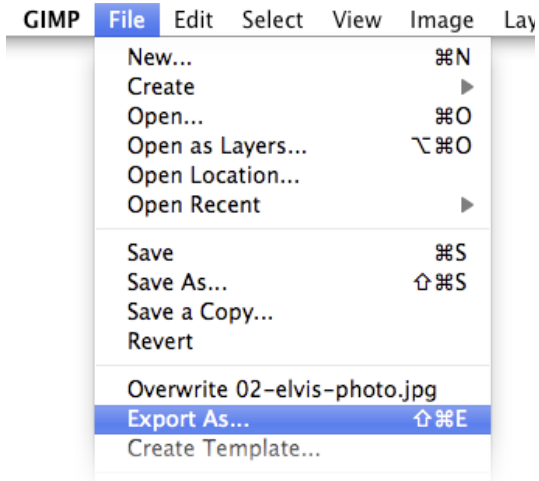 GIMP File Edit Select View Image Lay
New... ⌘N
Create
Open... ⌘O
Open as Layers... ⌥⌘O
Open Location...
Open Recent
Save ⌘S
Save As... ⇧⌘S
Save a Copy...
Revert
Overwrite 02-elvis-photo.jpg
Export As... ⇧⌘E
Create Template...